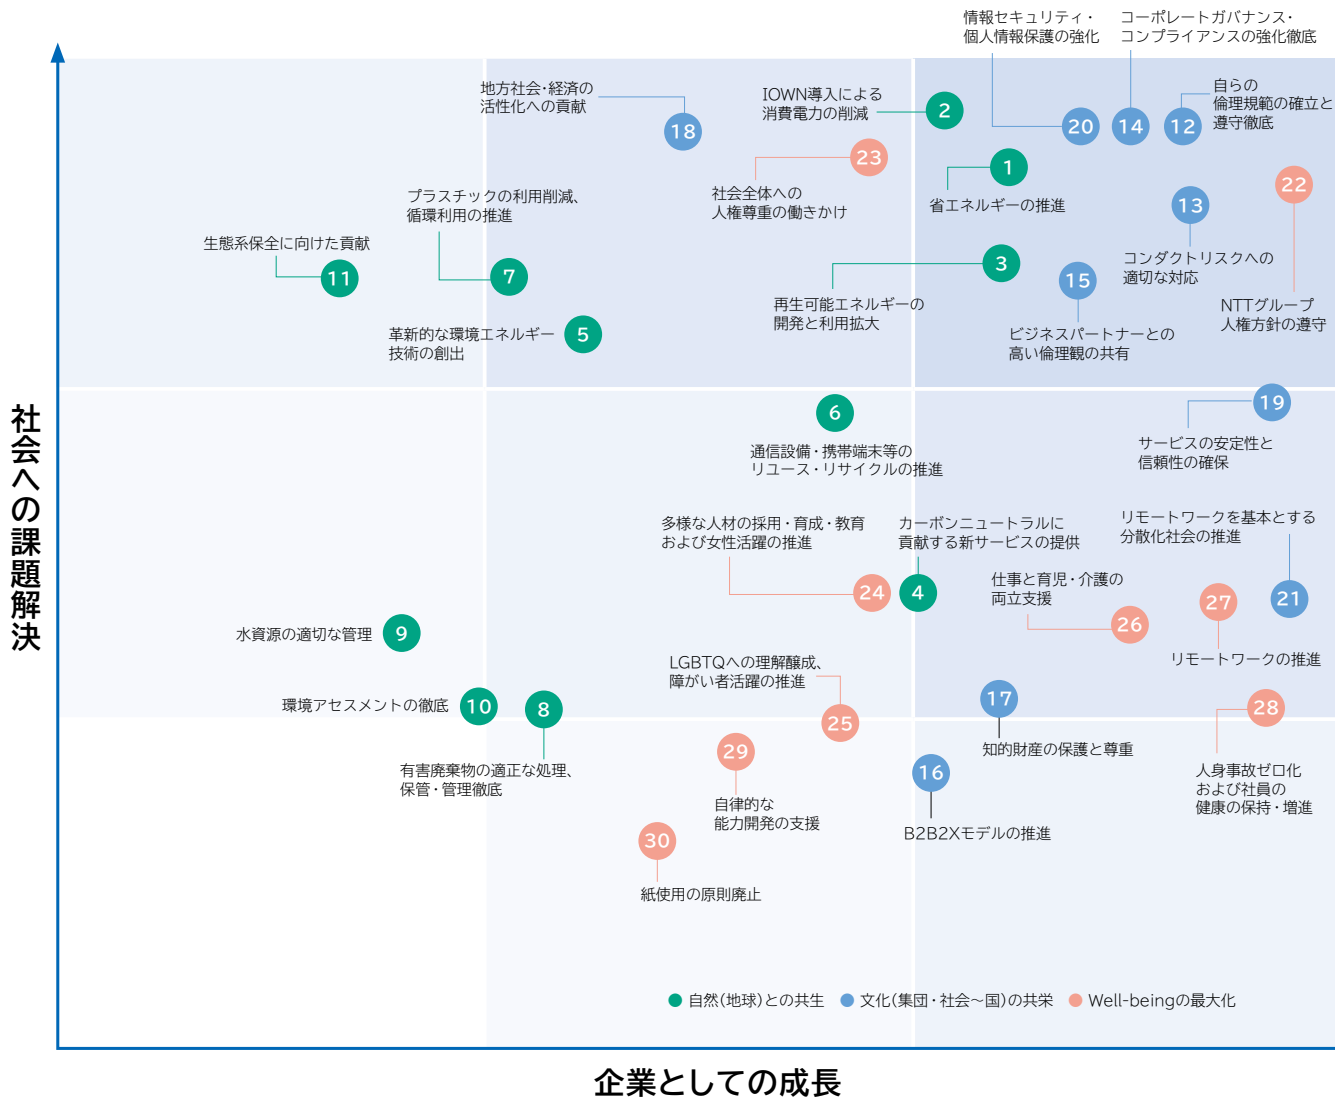 情報セキュリティ・
個人情報保護の強化
コーポレートガバナンス・
コンプライアンスの強化徹底
地方社会・経済の
活性化への貢献
18
IOWN導入による
消費電力の削減
2
20
14
12
自らの
倫理規範の確立と
遵守徹底
23
社会全体への
人権尊重の働きかけ
1
省エネルギーの推進
22
NTTグループ
人権方針の遵守
13
コンダクトリスクへの
適切な対応
プラスチックの利用削減、
循環利用の推進
7
生態系保全に向けた貢献
11
3
再生可能エネルギーの
開発と利用拡大
15
ビジネスパートナーとの
高い倫理観の共有
革新的な環境エネルギー
技術の創出
5
社会への課題解決
6
通信設備・携帯端末等の
リユース・リサイクルの推進
19
サービスの安定性と
信頼性の確保
多様な人材の採用・育成・教育
および女性活躍の推進
24
カーボンニュートラルに
貢献する新サービスの提供
4
リモートワークを基本とする
分散化社会の推進
21
仕事と育児・介護の
両立支援
26
27
リモートワークの推進
水資源の適切な管理
9
LGBTQへの理解醸成、
障がい者活躍の推進
25
環境アセスメントの徹底
10
8
有害廃棄物の適正な処理、
保管・管理徹底
17
知的財産の保護と尊重
28
人身事故ゼロ化
および社員の
健康の保持・増進
29
自律的な
能力開発の支援
16
B2B2Xモデルの推進
30
紙使用の原則廃止
自然(地球)との共生
文化(集団・社会～国)の共栄
Well-beingの最大化
企業としての成長